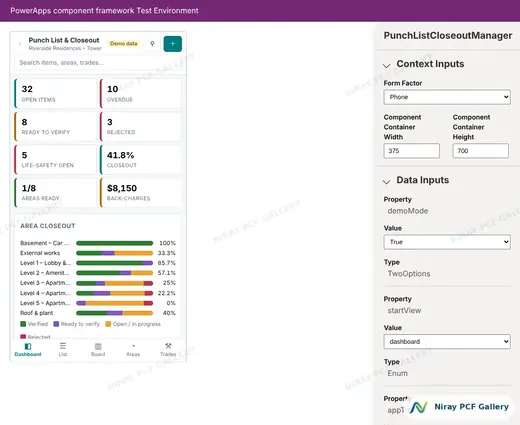 PowerApps component framework Test Environment
Punch List & Closeout
Riverside Residences – Tower
Demo data
+
Search items, areas, trades...
32
OPEN ITEMS
10
OVERDUE
8
READY TO VERIFY
3
REJECTED
5
LIFE-SAFETY OPEN
41.8%
CLOSEOUT
1/8
AREAS READY
$8,150
BACK-CHARGES
AREA CLOSEOUT
Basement – Car ... 100%
External works 33.3%
Level 1 – Lobby &... 85.7%
Level 2 – Amenit... 57.1%
Level 3 – Apartm... 25%
Level 4 – Apartm... 22.2%
Level 5 – Apartm... 0%
Roof & plant 40%
Verified Ready to verify Open / in progress
Rejected
Dashboard List Board Areas Trades
PunchListCloseoutManager
Context Inputs
Form Factor
Phone
Component Container Width
375
Component Container Height
700
Data Inputs
Property
demoMode
Value
True
Type
TwoOptions
Property
startView
Value
dashboard
Type
Enum
Property
Niray PCF Gallery
NIRAY PCF GALLERY